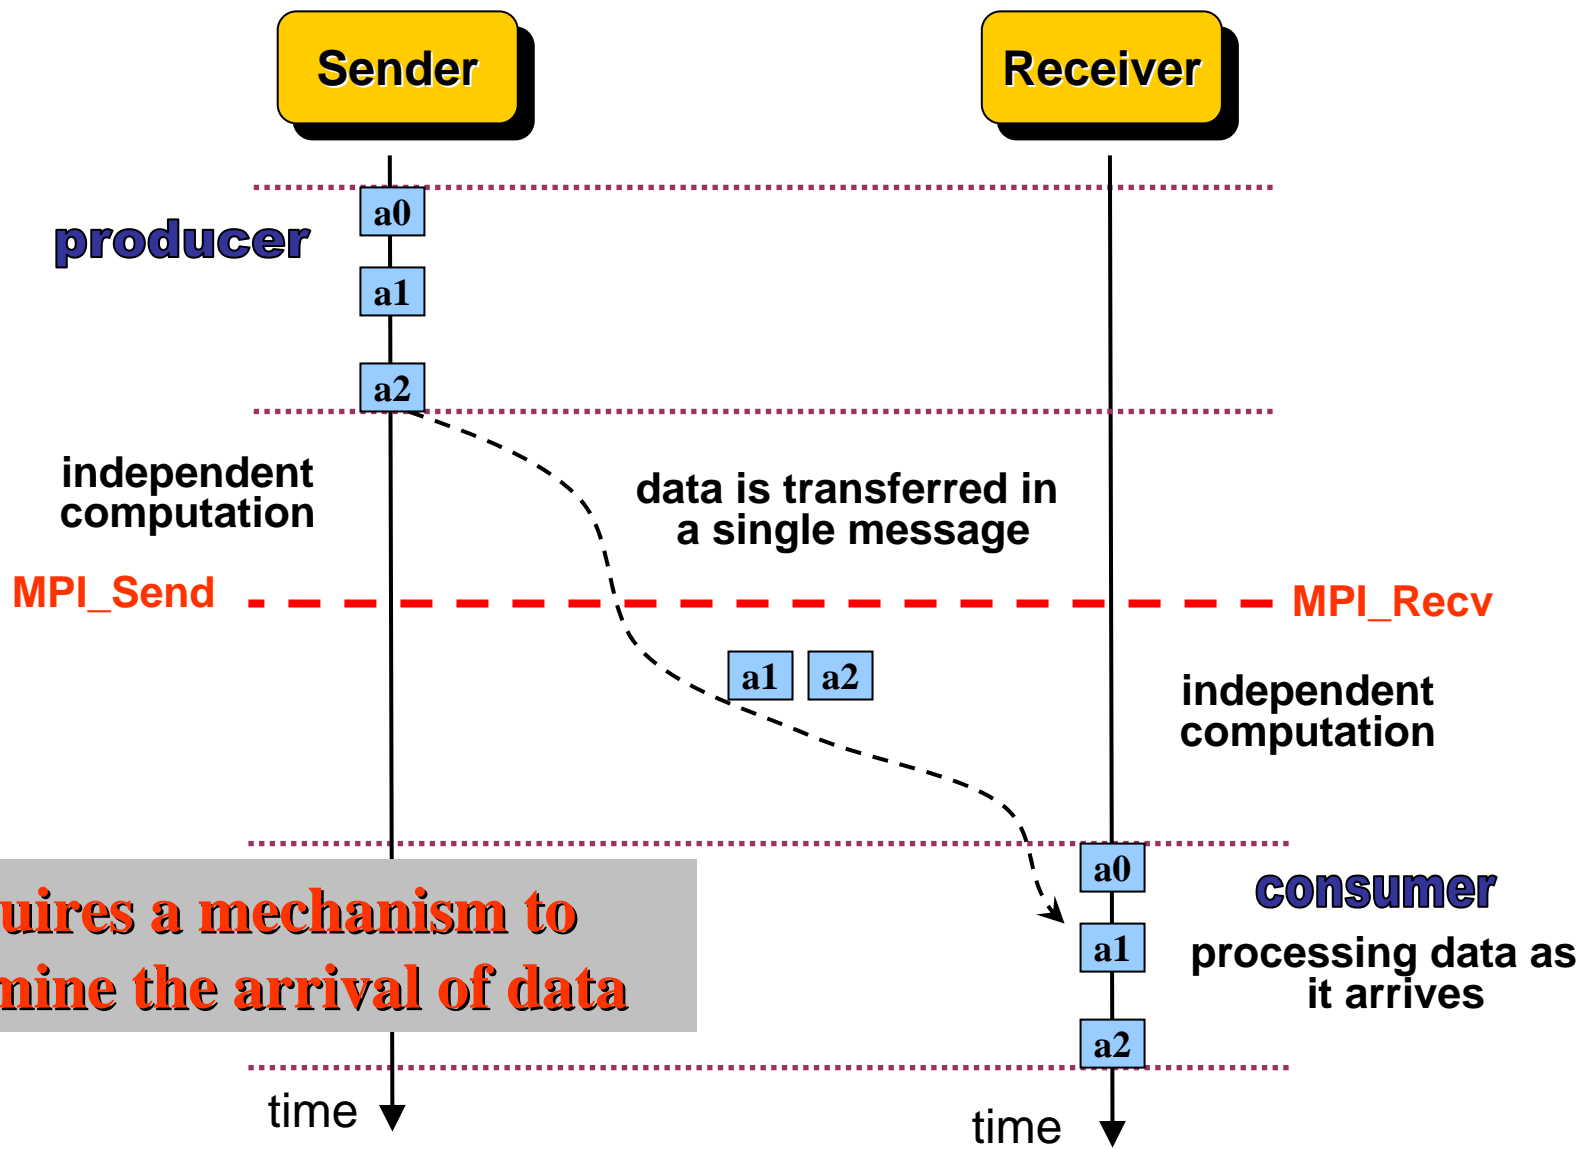 Sender
Receiver
a0
producer
a1
a2
independent
computation
data is transferred in
a single message
MPI_Send
MPI_Recv
a1 a2
independent
computation
a0
consumer
uires a mechanism to
a1
processing data as
it arrives
mine the arrival of data
a2
time
time